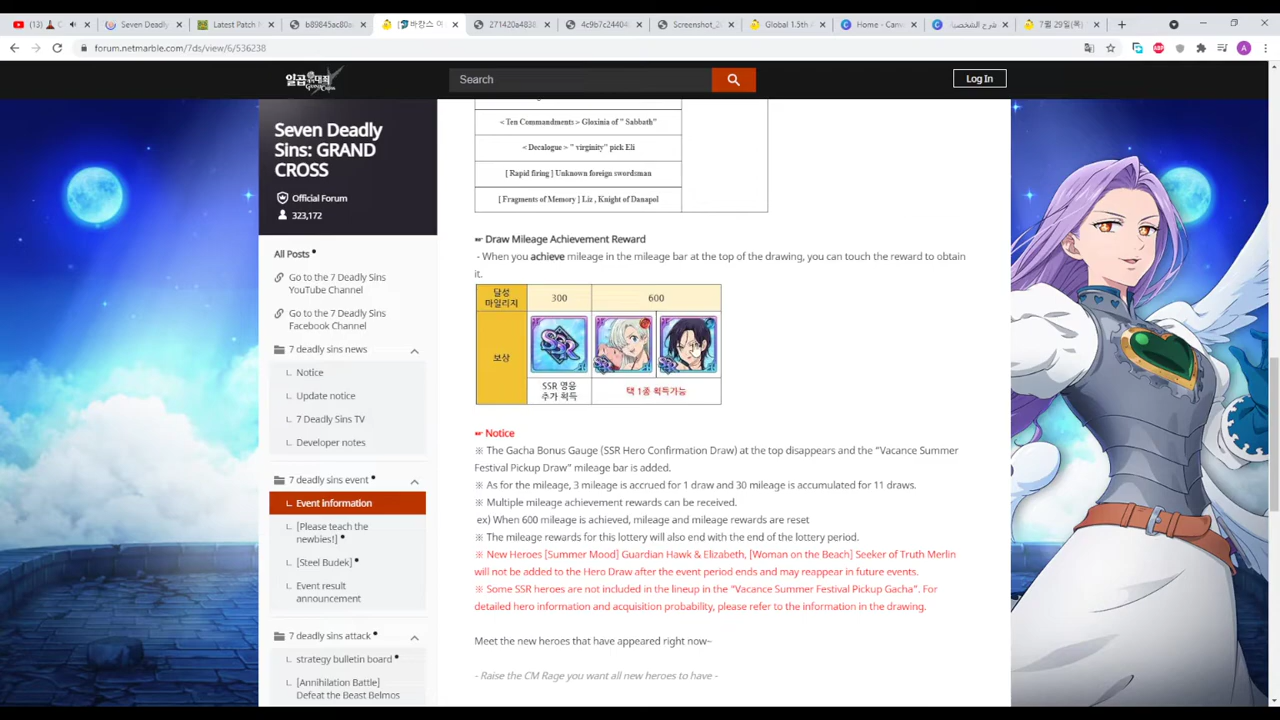 (12) 
Seven Deadly
Latest Patch
b89845ac80a
바캉스 여
271420a4838
4c9b7c24404
Screenshot_2
Global 1.5th
Home - Can
شرح الشخصية
7월 29일(목)
forum.netmarble.com/7ds/view/6/536238
ABP
A
일곱 개의 대죄
Search
Log In
Seven Deadly
Sins: GRAND
CROSS
Official Forum
323,172
All Posts
Go to the 7 Deadly Sins
YouTube Channel
Go to the 7 Deadly Sins
Facebook Channel
7 deadly sins news
Notice
Update notice
7 Deadly Sins TV
Developer notes
7 deadly sins event
Event information
[Please teach the
newbies!]
[Steel Budek]
Event result
announcement
7 deadly sins attack
strategy bulletin board
[Annihilation Battle]
Defeat the Beast Belmos
<Ten Commandments> Gloxinia of " Sabbath"
<Decalogue> " virginity" pick Eli
[ Rapid firing ] Unknown foreign swordsman
[ Fragments of Memory ] Liz , Knight of Danapol
☛ Draw Mileage Achievement Reward
- When you achieve mileage in the mileage bar at the top of the drawing, you can touch the reward to obtain
it.
달성
마일리지
300
600
보상
SSR 영웅
추가 획득
택 1종 획득가능
☛ Notice
※ The Gacha Bonus Gauge (SSR Hero Confirmation Draw) at the top disappears and the “Vacance Summer
Festival Pickup Draw” mileage bar is added.
※ As for the mileage, 3 mileage is accrued for 1 draw and 30 mileage is accumulated for 11 draws.
※ Multiple mileage achievement rewards can be received.
ex) When 600 mileage is achieved, mileage and mileage rewards are reset
※ The mileage rewards for this lottery will also end with the end of the lottery period.
※ New Heroes [Summer Mood] Guardian Hawk & Elizabeth, [Woman on the Beach] Seeker of Truth Merlin
will not be added to the Hero Draw after the event period ends and may reappear in future events.
※ Some SSR heroes are not included in the lineup in the “Vacance Summer Festival Pickup Gacha”. For
detailed hero information and acquisition probability, please refer to the information in the drawing.
Meet the new heroes that have appeared right now~
- Raise the CM Rage you want all new heroes to have -